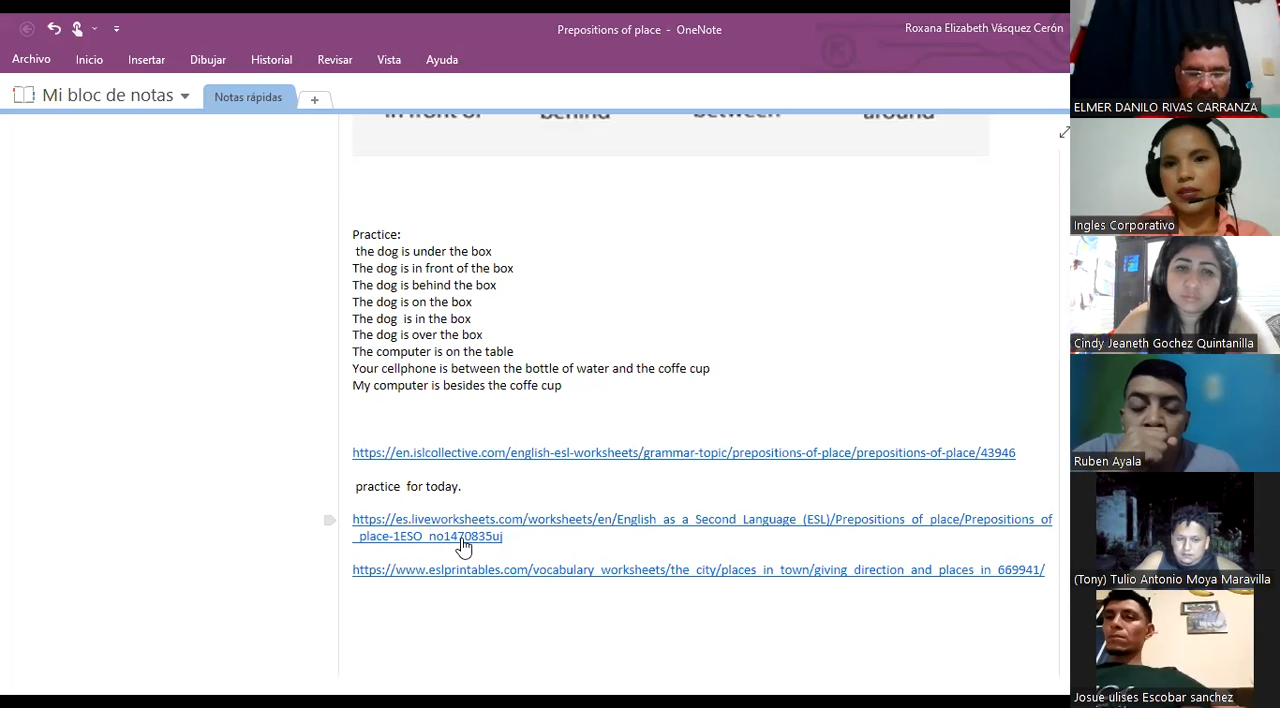 Prepositions of place - OneNote
Roxana Elizabeth Vásquez Cerón
Archivo Inicio Insertar Dibujar Historial Revisar Vista Ayuda
Mi bloc de notas Notas rápidas +
in front of behind between around
Practice:
the dog is under the box
The dog is in front of the box
The dog is behind the box
The dog is on the box
The dog is in the box
The dog is over the box
The computer is on the table
Your cellphone is between the bottle of water and the coffe cup
My computer is besides the coffe cup
https://en.islcollective.com/english-esl-worksheets/grammar-topic/prepositions-of-place/prepositions-of-place/43946
practice for today.
https://es.liveworksheets.com/worksheets/en/English_as_a_Second_Language_(ESL)/Prepositions_of_place/Prepositions_of
_place-1ESO_no1470835uj
https://www.eslprintables.com/vocabulary_worksheets/the_city/places_in_town/giving_direction_and_places_in_669941/
ELMER DANILO RIVAS CARRANZA
Ingles Corporativo
Cindy Jeaneth Gochez Quintanilla
Ruben Ayala
(Tony) Tulio Antonio Moya Maravilla
Josue ulises Escobar sanchez